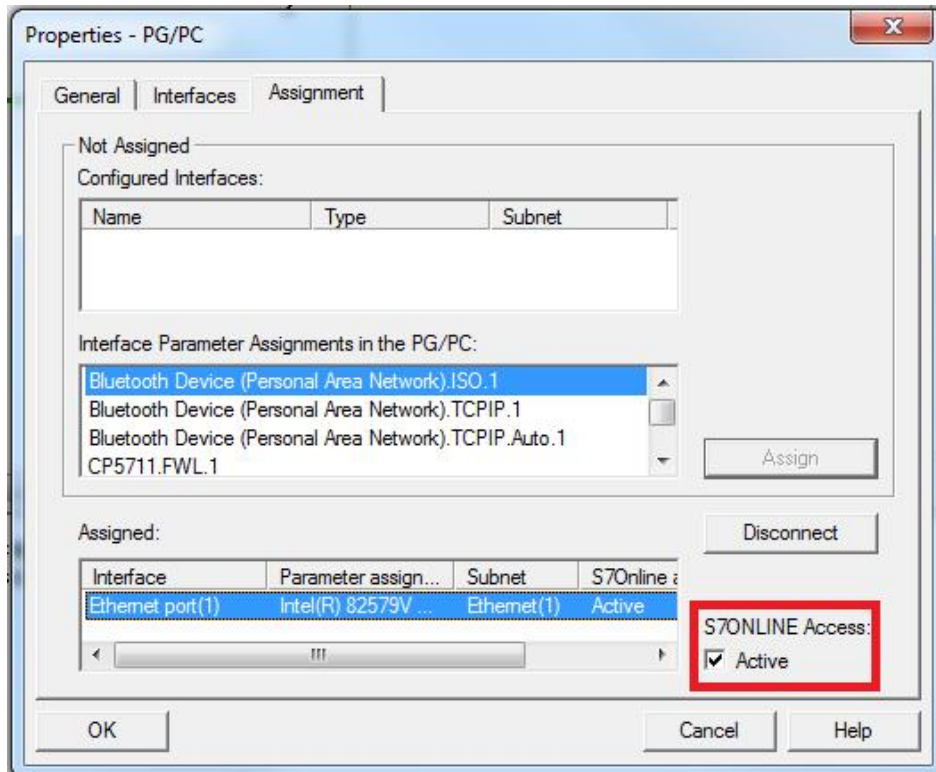 Properties - PG/PC
General Interfaces Assignment
Not Assigned
Configured Interfaces:
Name Type Subnet
Interface Parameter Assignments in the PG/PC:
Bluetooth Device (Personal Area Network).ISO.1
Bluetooth Device (Personal Area Network).TCPIP.1
Bluetooth Device (Personal Area Network).TCPIP.Auto.1
CP5711.FWL.1
Assign
Assigned:
Disconnect
Interface Parameter assign... Subnet S7Online a
Ethernet port(1) Intel(R) 82579V ... Ethernet(1) Active
S7ONLINE Access:
Active
OK Cancel Help